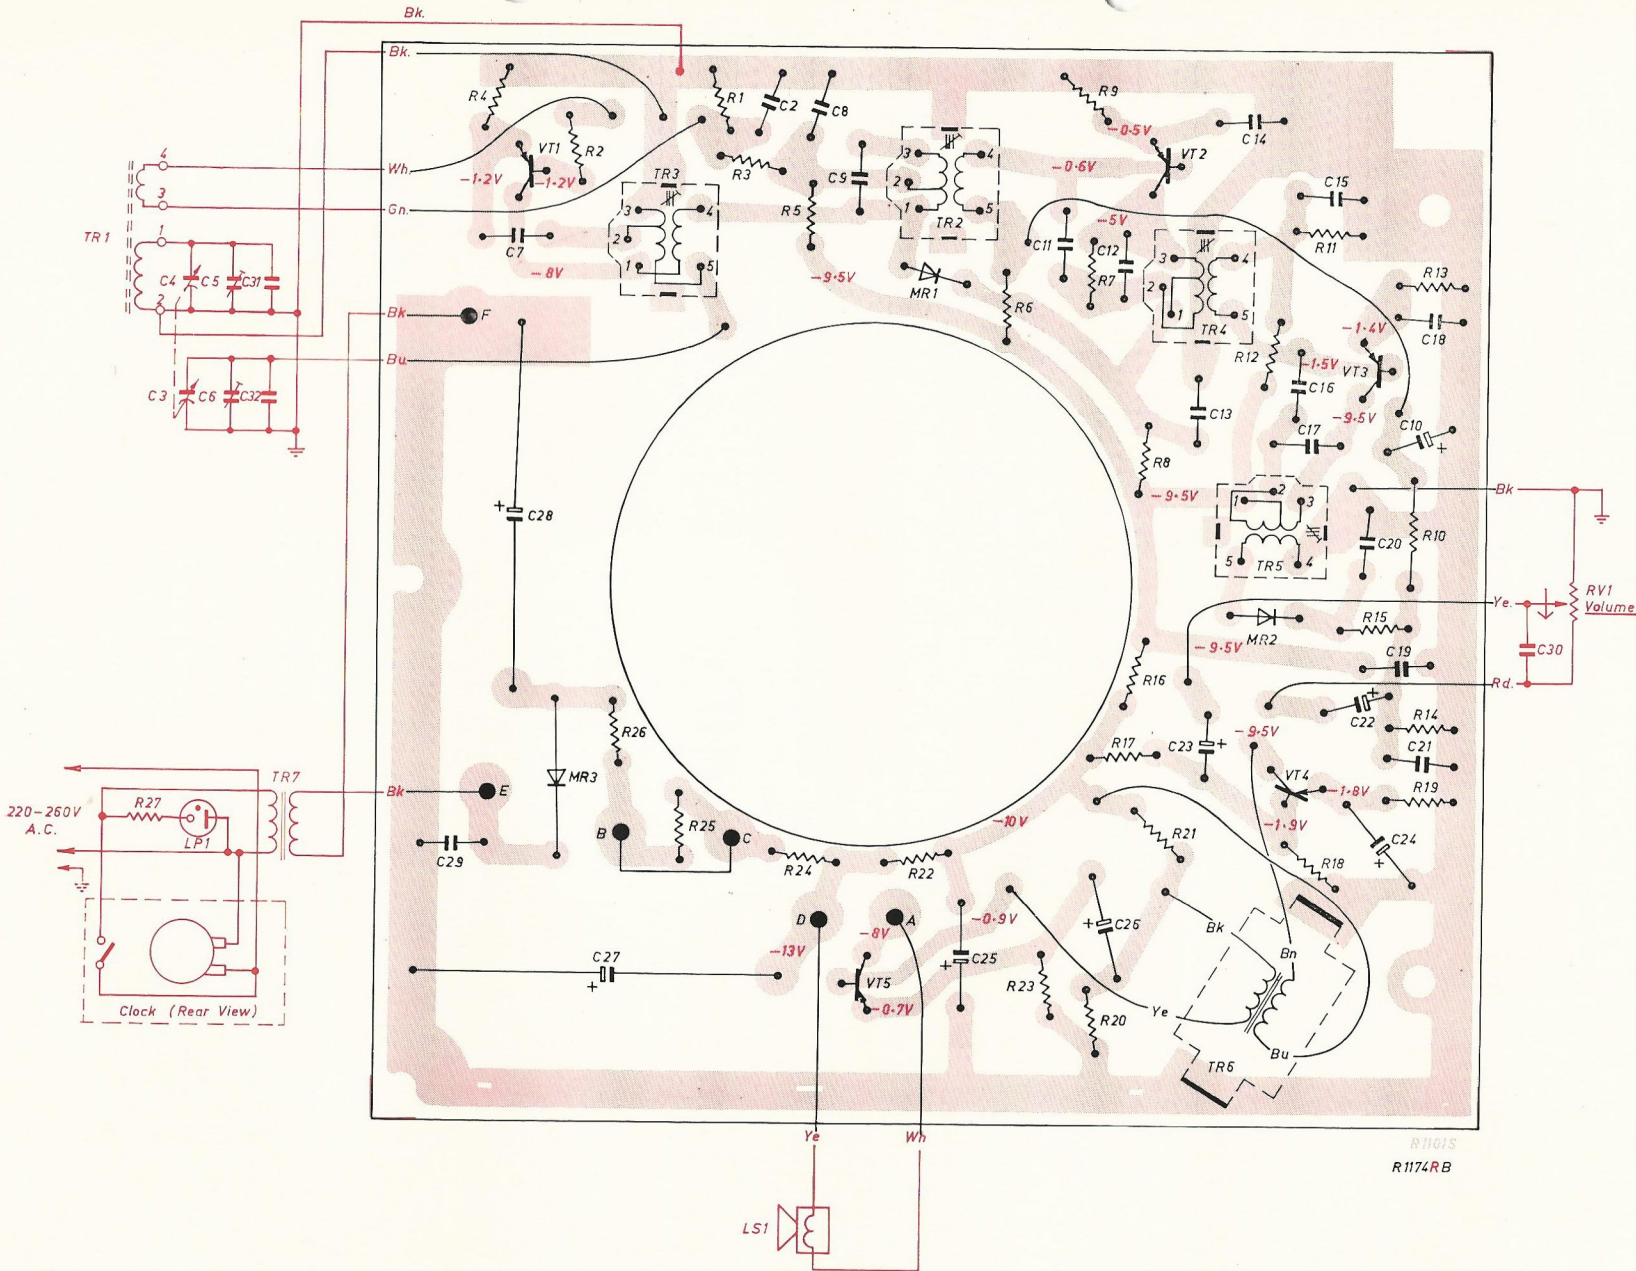 Bk.
Bk.
R4
R1
C2
C8
R9
-0·5V
C14
4
VT1
R2
3
4
VT2
Wh.
-1·2V
-1·2V
TR3
R3
C9
2
-0·6V
3
Gn.
3
4
R5
1
TR2
5
-5V
C15
1
TR1
2
C7
C11
C12
R11
C4
C5
C31
-8V
1
5
-9·5V
MR1
R7
3
4
R13
2
2
1
TR4
5
Bk
F
R6
-1·4V
C18
Bu
R12
-1·5V
VT3
C3
C6
C32
C16
C13
-9·5V
C10
+
C17
R8
-9·5V
1
2
3
Bk
+
C28
C20
R10
5
TR5
4
Ye.
RV1
Volume
MR2
R15
-9·5V
C19
C30
R16
Rd.
+
C22
R26
R14
-9·5V
R17
C23
+
C21
TR7
MR3
VT4
Bk
E
-1·8V
R19
R27
220-260V
A.C.
LP1
-10V
-1·9V
B
R25
C
R21
C24
+
C29
R24
R22
R18
D
A
-0·9V
+
C26
Bk
-8V
-13V
Bn
C27
+
C25
+
VT5
R23
Clock (Rear View)
-0·7V
R20
Ye
Bu
TR6
Ye
Wh
R1101S
R1174RB
LS1